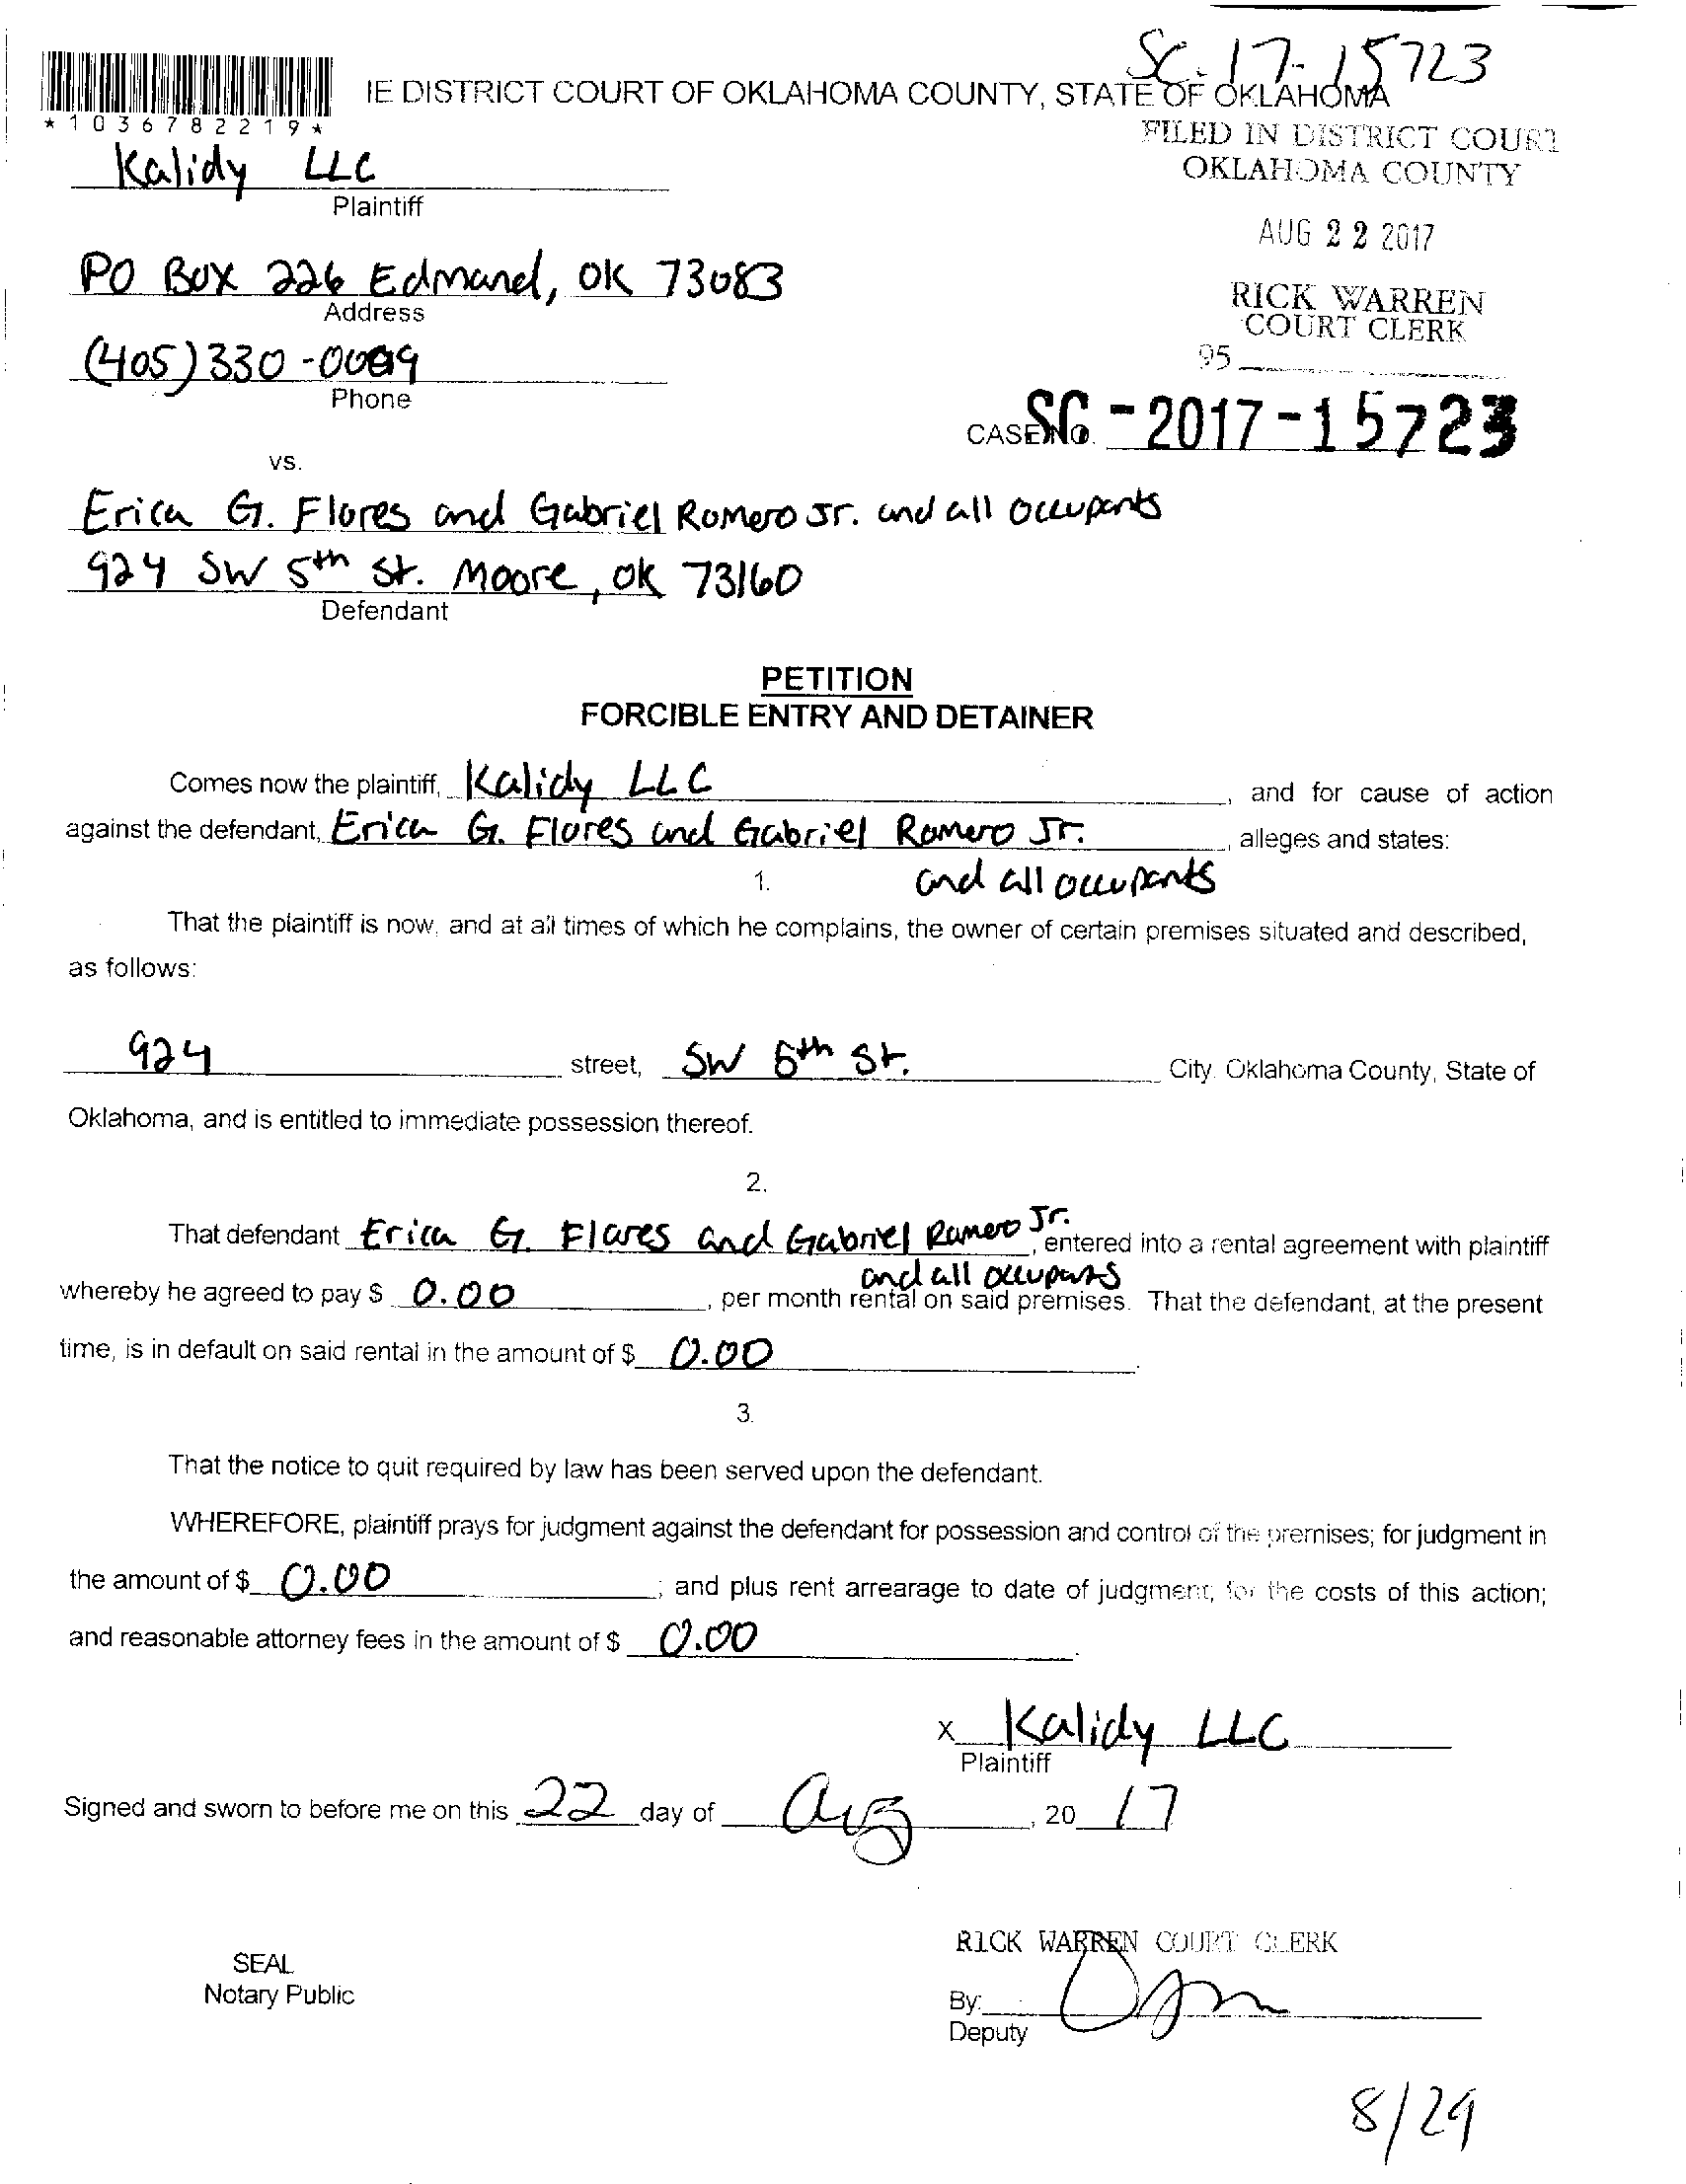 SC-17-15723
IE DISTRICT COURT OF OKLAHOMA COUNTY, STATE OF OKLAHOMA
*1036782219*
FILED IN DISTRICT COURT
OKLAHOMA COUNTY
Kalidy LLC
Plaintiff
AUG 22 2017
PO Box 226 Edmond, OK 73083
Address
RICK WARREN
COURT CLERK
(405) 330-0099
95
Phone
CASE NO. SC-2017-15723
vs.
Erica G. Flores and Gabriel Romero Jr. and all occupants
924 SW 5th St. Moore, OK 73160
Defendant
PETITION
FORCIBLE ENTRY AND DETAINER
Comes now the plaintiff, Kalidy LLC, and for cause of action
against the defendant, Erica G. Flores and Gabriel Romero Jr., alleges and states:
1. and all occupants
That the plaintiff is now, and at all times of which he complains, the owner of certain premises situated and described,
as follows:
924 street, SW 5th St. City. Oklahoma County, State of
Oklahoma, and is entitled to immediate possession thereof.
2.
That defendant Erica G. Flores and Gabriel Romero Jr., entered into a rental agreement with plaintiff
and all occupants
whereby he agreed to pay $ 0.00, per month rental on said premises. That the defendant, at the present
time, is in default on said rental in the amount of $ 0.00.
3.
That the notice to quit required by law has been served upon the defendant.
WHEREFORE, plaintiff prays for judgment against the defendant for possession and control of the premises; for judgment in
the amount of $ 0.00; and plus rent arrearage to date of judgment; for the costs of this action;
and reasonable attorney fees in the amount of $ 0.00.
X Kalidy LLC
Plaintiff
Signed and sworn to before me on this 22 day of Aug, 20 17
RICK WARREN COURT CLERK
SEAL
Notary Public
By:
Deputy
8/29